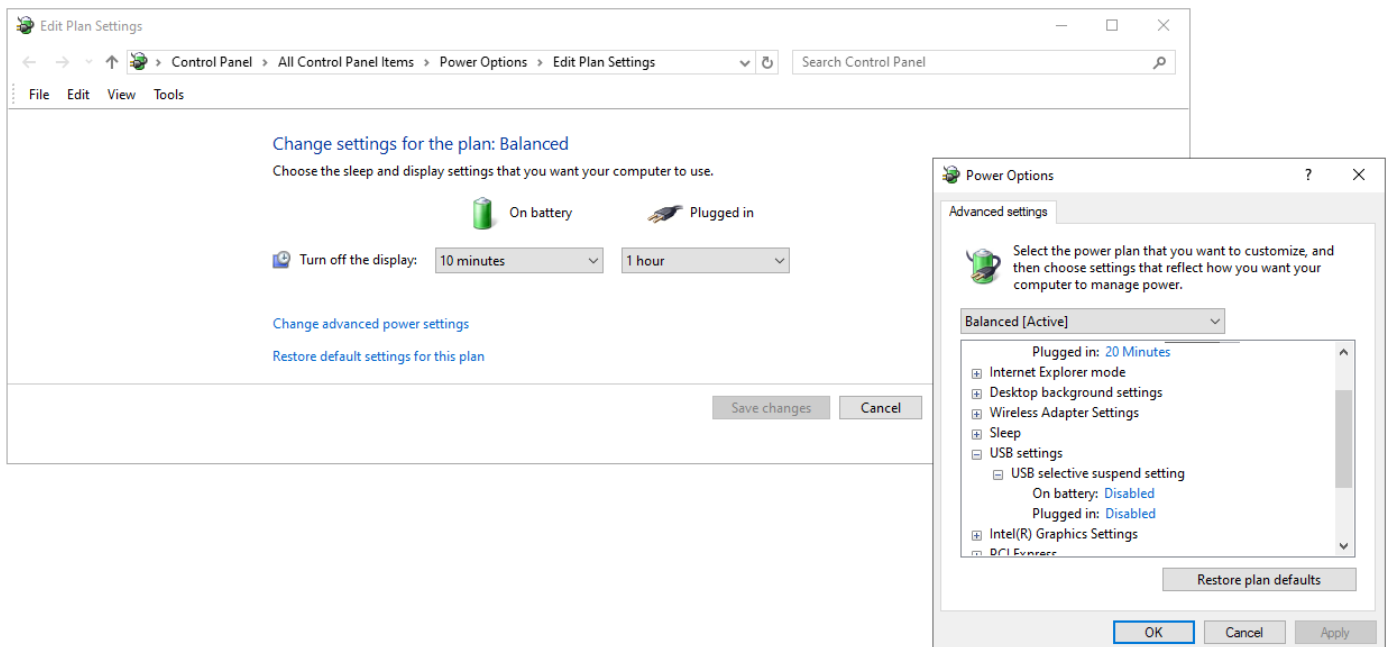 Edit Plan Settings
Control Panel > All Control Panel Items > Power Options > Edit Plan Settings
Search Control Panel
File Edit View Tools
Change settings for the plan: Balanced
Choose the sleep and display settings that you want your computer to use.
On battery Plugged in
Turn off the display: 10 minutes 1 hour
Change advanced power settings
Restore default settings for this plan
Save changes Cancel
Power Options
Advanced settings
Select the power plan that you want to customize, and
then choose settings that reflect how you want your
computer to manage power.
Balanced [Active]
Plugged in: 20 Minutes
Internet Explorer mode
Desktop background settings
Wireless Adapter Settings
Sleep
USB settings
USB selective suspend setting
On battery: Disabled
Plugged in: Disabled
Intel(R) Graphics Settings
PCI Express
Restore plan defaults
OK Cancel Apply